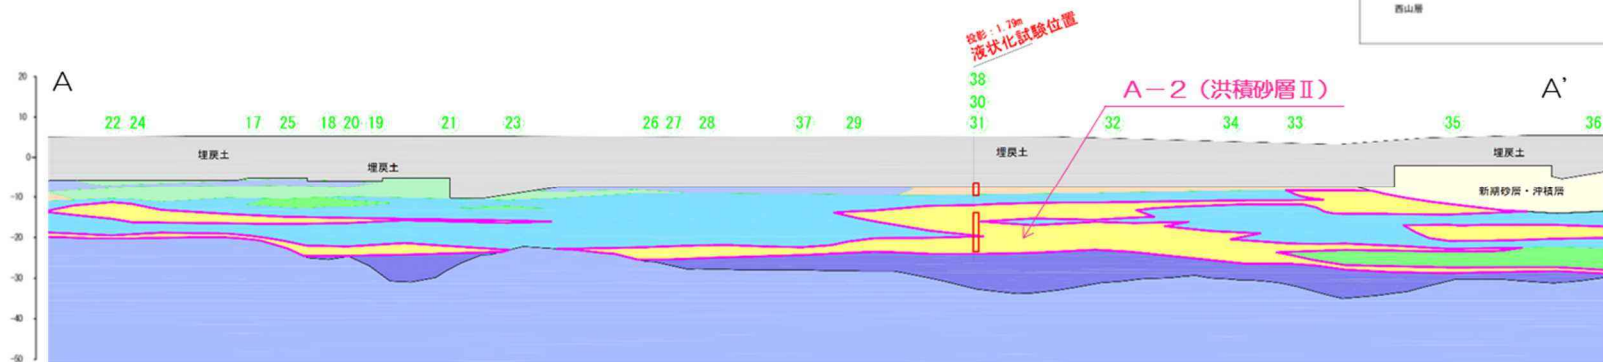 西山層
投影:1.79m
液状化試験位置
A
A'
A-2(洪積砂層Ⅱ)
38
30
22 24 17 25 18 20 19 21 23 26 27 28 37 29 31 32 34 33 35 36
埋戻土
埋戻土
埋戻土
埋戻土
新期砂層・沖積層
20
10
0
-10
-20
-30
-40
-50